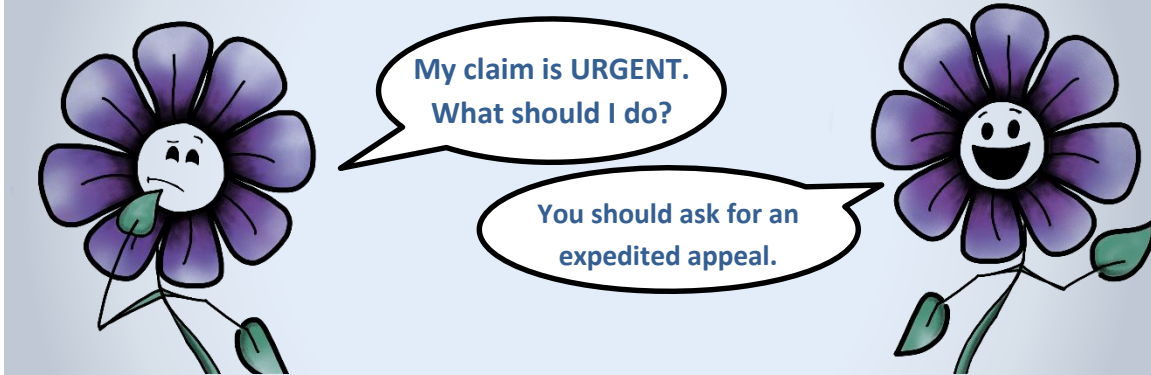 My claim is URGENT.
What should I do?
You should ask for an
expedited appeal.